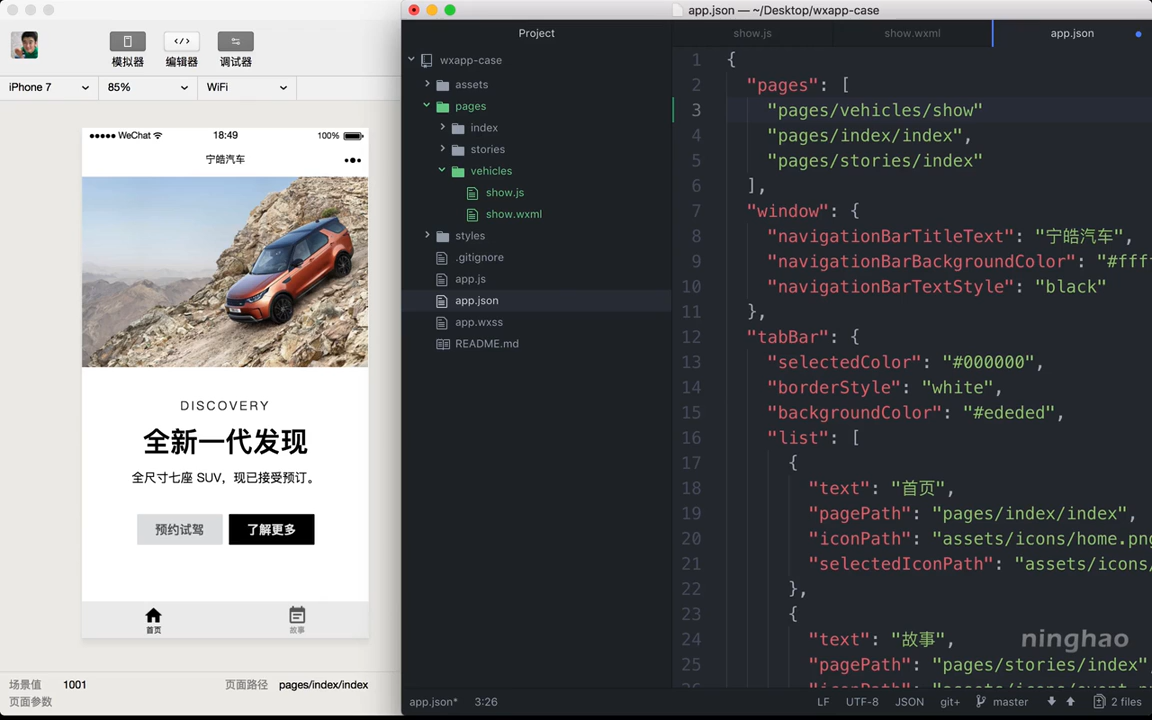 app.json — ~/Desktop/wxapp-case
模拟器
编辑器
调试器
iPhone 7
85%
WiFi
WeChat
18:49
100%
宁皓汽车
DISCOVERY
全新一代发现
全尺寸七座 SUV，现已接受预订。
预约试驾
了解更多
首页
故事
场景值
1001
页面路径
pages/index/index
页面参数
Project
wxapp-case
assets
pages
index
stories
vehicles
show.js
show.wxml
styles
.gitignore
app.js
app.json
app.wxss
README.md
show.js
show.wxml
app.json
1 {
2 "pages": [
3 "pages/vehicles/show"
4 "pages/index/index",
5 "pages/stories/index"
6 ],
7 "window": {
8 "navigationBarTitleText": "宁皓汽车",
9 "navigationBarBackgroundColor": "#fff
10 "navigationBarTextStyle": "black"
11 },
12 "tabBar": {
13 "selectedColor": "#000000",
14 "borderStyle": "white",
15 "backgroundColor": "#ededed",
16 "list": [
17 {
18 "text": "首页",
19 "pagePath": "pages/index/index",
20 "iconPath": "assets/icons/home.png
21 "selectedIconPath": "assets/icons/
22 },
23 {
24 "text": "故事",
25 "pagePath": "pages/stories/index",
ninghao
app.json*
3:26
LF
UTF-8
JSON
git+
master
2 files